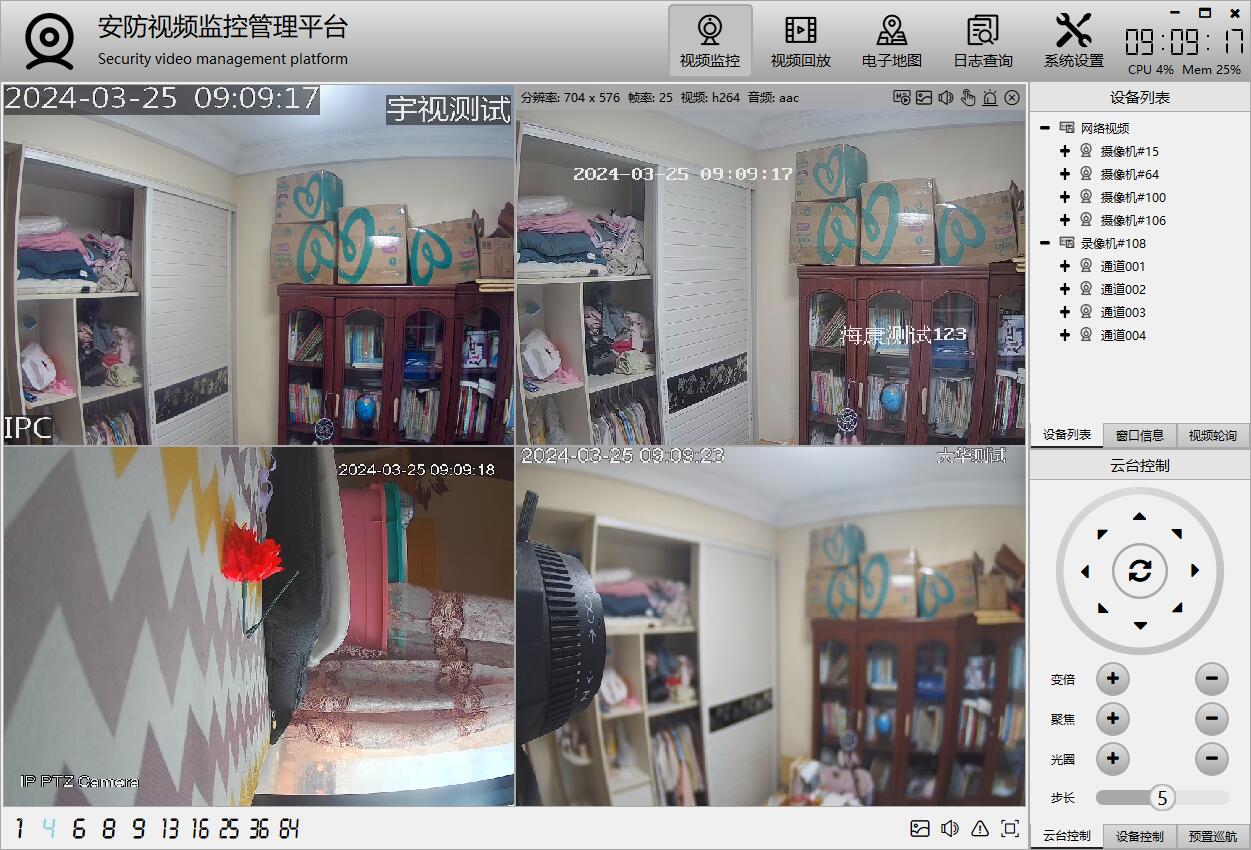 安防视频监控管理平台
Security video management platform
视频监控
视频回放
电子地图
日志查询
系统设置
09:09:17
CPU 4% Mem 25%
2024-03-25 09:09:17
宇视测试
IPC
分辨率: 704 x 576 帧率: 25 视频: h264 音频: aac
2024-03-25 09:09:17
海康测试123
2024-03-25 09:09:18
IP PTZ Camera
2024-03-25 09:09:23
大华测试
设备列表
网络视频
摄像机#15
摄像机#64
摄像机#100
摄像机#106
录像机#108
通道001
通道002
通道003
通道004
设备列表 窗口信息 视频轮询
云台控制
变倍
聚焦
光圈
步长 5
云台控制 设备控制 预置巡航
1 4 6 8 9 13 16 25 36 64